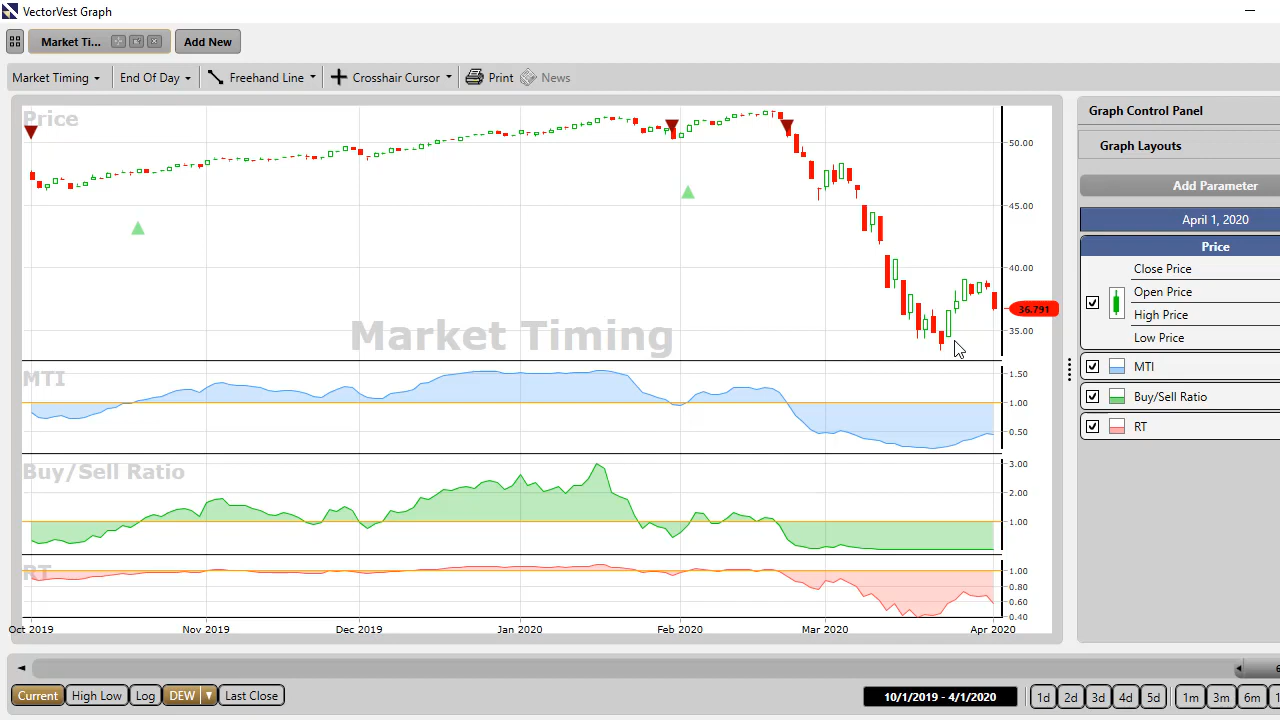 VectorVest Graph
Market Ti...
Add New
Market Timing
End Of Day
Freehand Line
Crosshair Cursor
Print
News
Price
50.00
45.00
40.00
36.791
35.00
Market Timing
MTI
1.50
1.00
0.50
Buy/Sell Ratio
3.00
2.00
1.00
RT
1.00
0.80
0.60
0.40
Oct 2019 Nov 2019 Dec 2019 Jan 2020 Feb 2020 Mar 2020 Apr 2020
Graph Control Panel
Graph Layouts
Add Parameter
April 1, 2020
Price
Close Price
Open Price
High Price
Low Price
MTI
Buy/Sell Ratio
RT
Current High Low Log DEW Last Close
10/1/2019 - 4/1/2020
1d 2d 3d 4d 5d 1m 3m 6m